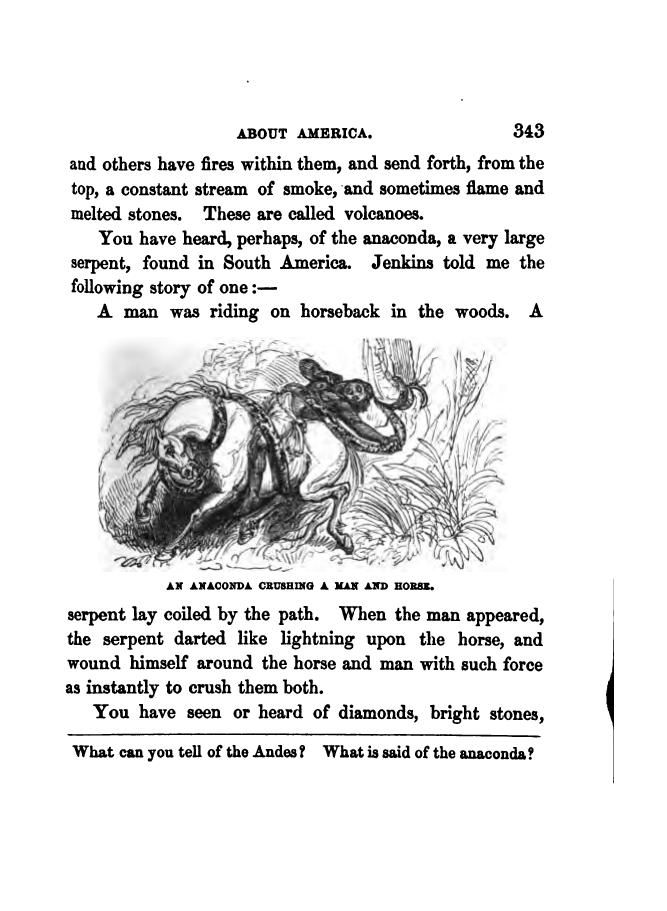 ABOUT AMERICA. 343
and others have fires within them, and send forth, from the
top, a constant stream of smoke, and sometimes flame and
melted stones. These are called volcanoes.
You have heard, perhaps, of the anaconda, a very large
serpent, found in South America. Jenkins told me the
following story of one:—
A man was riding on horseback in the woods. A
AN ANACONDA CRUSHING A MAN AND HORSE.
serpent lay coiled by the path. When the man appeared,
the serpent darted like lightning upon the horse, and
wound himself around the horse and man with such force
as instantly to crush them both.
You have seen or heard of diamonds, bright stones,
What can you tell of the Andes? What is said of the anaconda?